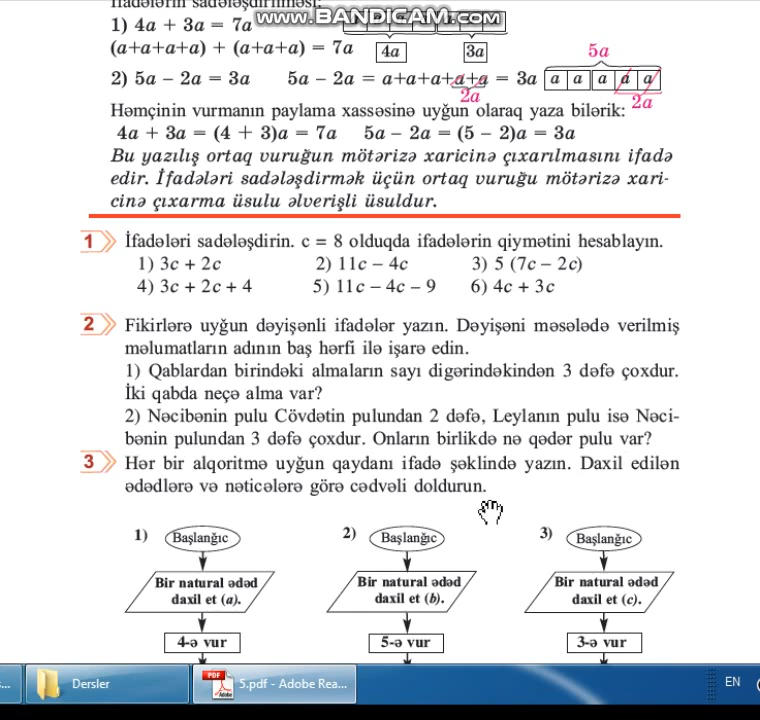 İfadələrin sadələşdirilməsi.
WWW.BANDICAM.COM
1) 4a + 3a = 7a
(a+a+a+a) + (a+a+a) = 7a 4a 3a
5a
2) 5a − 2a = 3a 5a − 2a = a+a+a+a+a = 3a a a a a a
2a 2a
Həmçinin vurmanın paylama xassəsinə uyğun olaraq yaza bilərik:
4a + 3a = (4 + 3)a = 7a 5a − 2a = (5 − 2)a = 3a
Bu yazılış ortaq vuruğun mötərizə xaricinə çıxarılmasını ifadə
edir. İfadələri sadələşdirmək üçün ortaq vuruğu mötərizə xari-
cinə çıxarma üsulu əlverişli üsuldur.
1 İfadələri sadələşdirin. c = 8 olduqda ifadələrin qiymətini hesablayın.
1) 3c + 2c 2) 11c − 4c 3) 5 (7c − 2c)
4) 3c + 2c + 4 5) 11c − 4c − 9 6) 4c + 3c
2 Fikirlərə uyğun dəyişənli ifadələr yazın. Dəyişəni məsələdə verilmiş
məlumatların adının baş hərfi ilə işarə edin.
1) Qablardan birindəki almaların sayı digərindəkindən 3 dəfə çoxdur.
İki qabda neçə alma var?
2) Nəcibənin pulu Cövdətin pulundan 2 dəfə, Leylanın pulu isə Nəci-
bənin pulundan 3 dəfə çoxdur. Onların birlikdə nə qədər pulu var?
3 Hər bir alqoritmə uyğun qaydanı ifadə şəklində yazın. Daxil edilən
ədədlərə və nəticələrə görə cədvəli doldurun.
1) Başlanğıc 2) Başlanğıc 3) Başlanğıc
Bir natural ədəd Bir natural ədəd Bir natural ədəd
daxil et (a). daxil et (b). daxil et (c).
4-ə vur 5-ə vur 3-ə vur
Dersler 5.pdf - Adobe Rea... EN